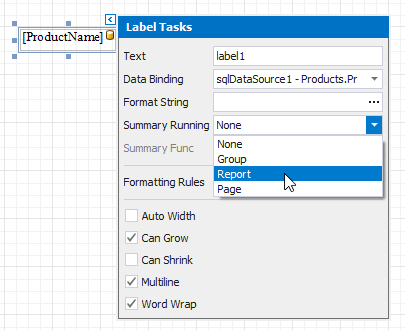 Label Tasks
[ProductName]
Text label1
Data Binding sqlDataSource1 - Products.Pr
Format String ...
Summary Running None
None
Summary Func
Group
Report
Formatting Rules
Page
Auto Width
Can Grow
Can Shrink
Multiline
Word Wrap